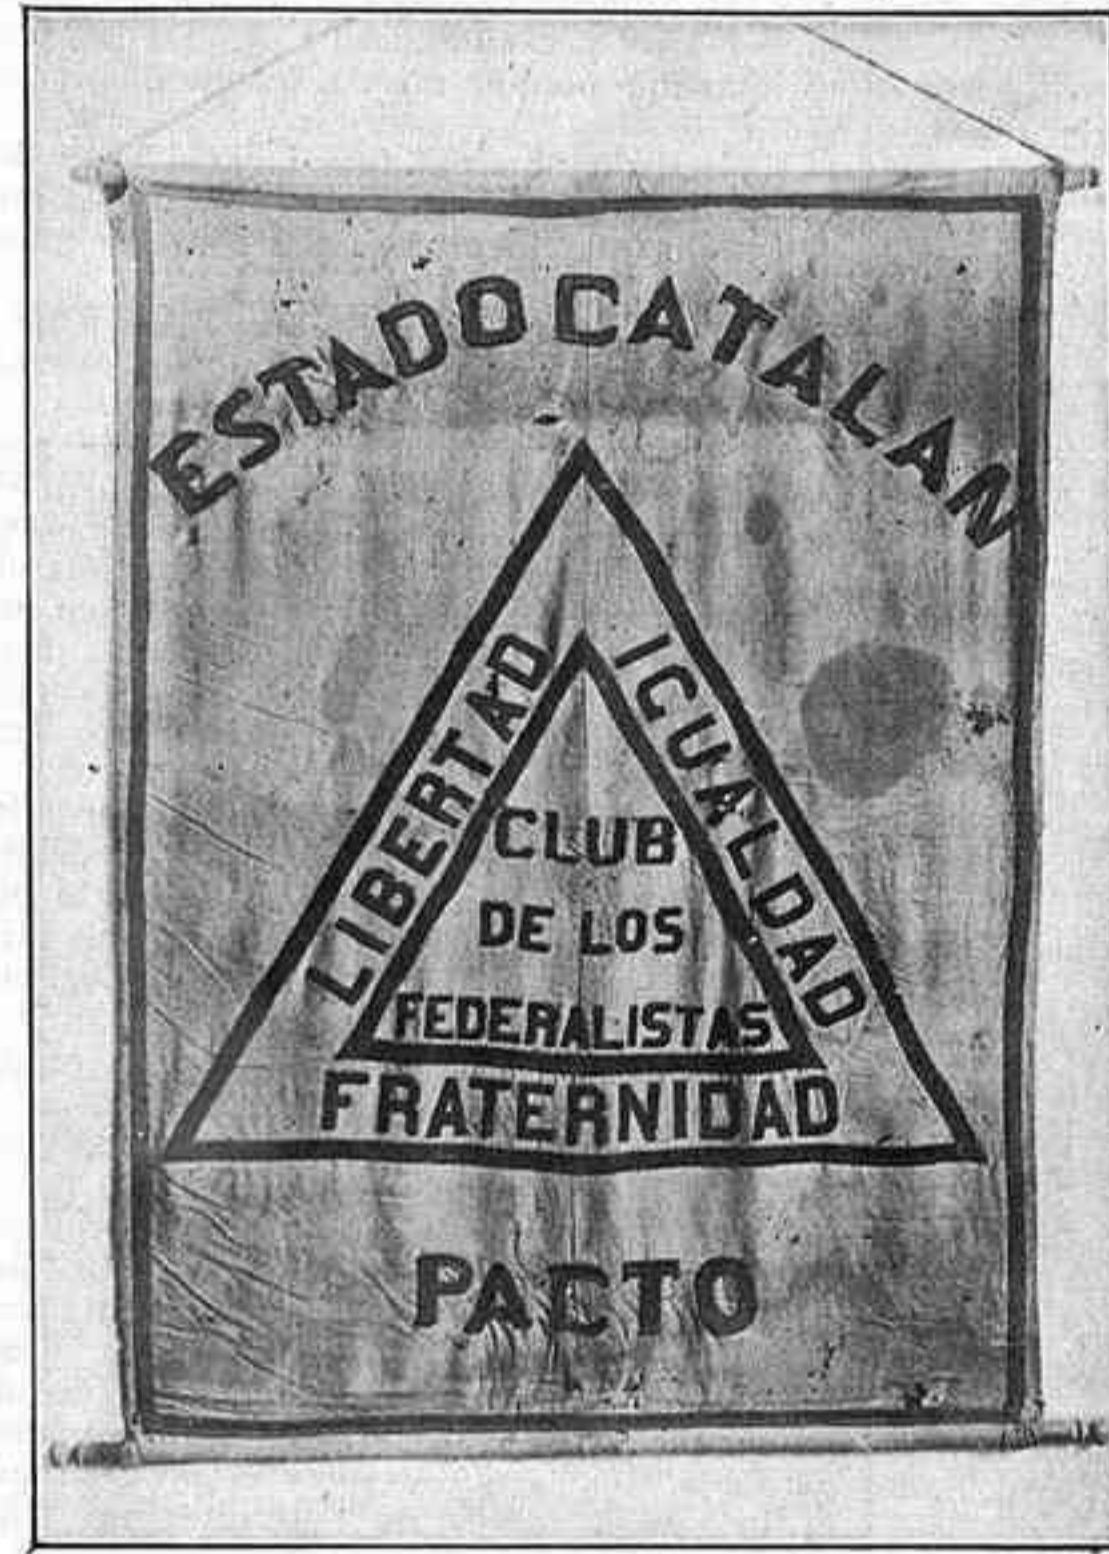 ESTADO CATALAN
LIBERTAD
IGUALDAD
CLUB
DE LOS
FEDERALISTAS
FRATERNIDAD
PACTO